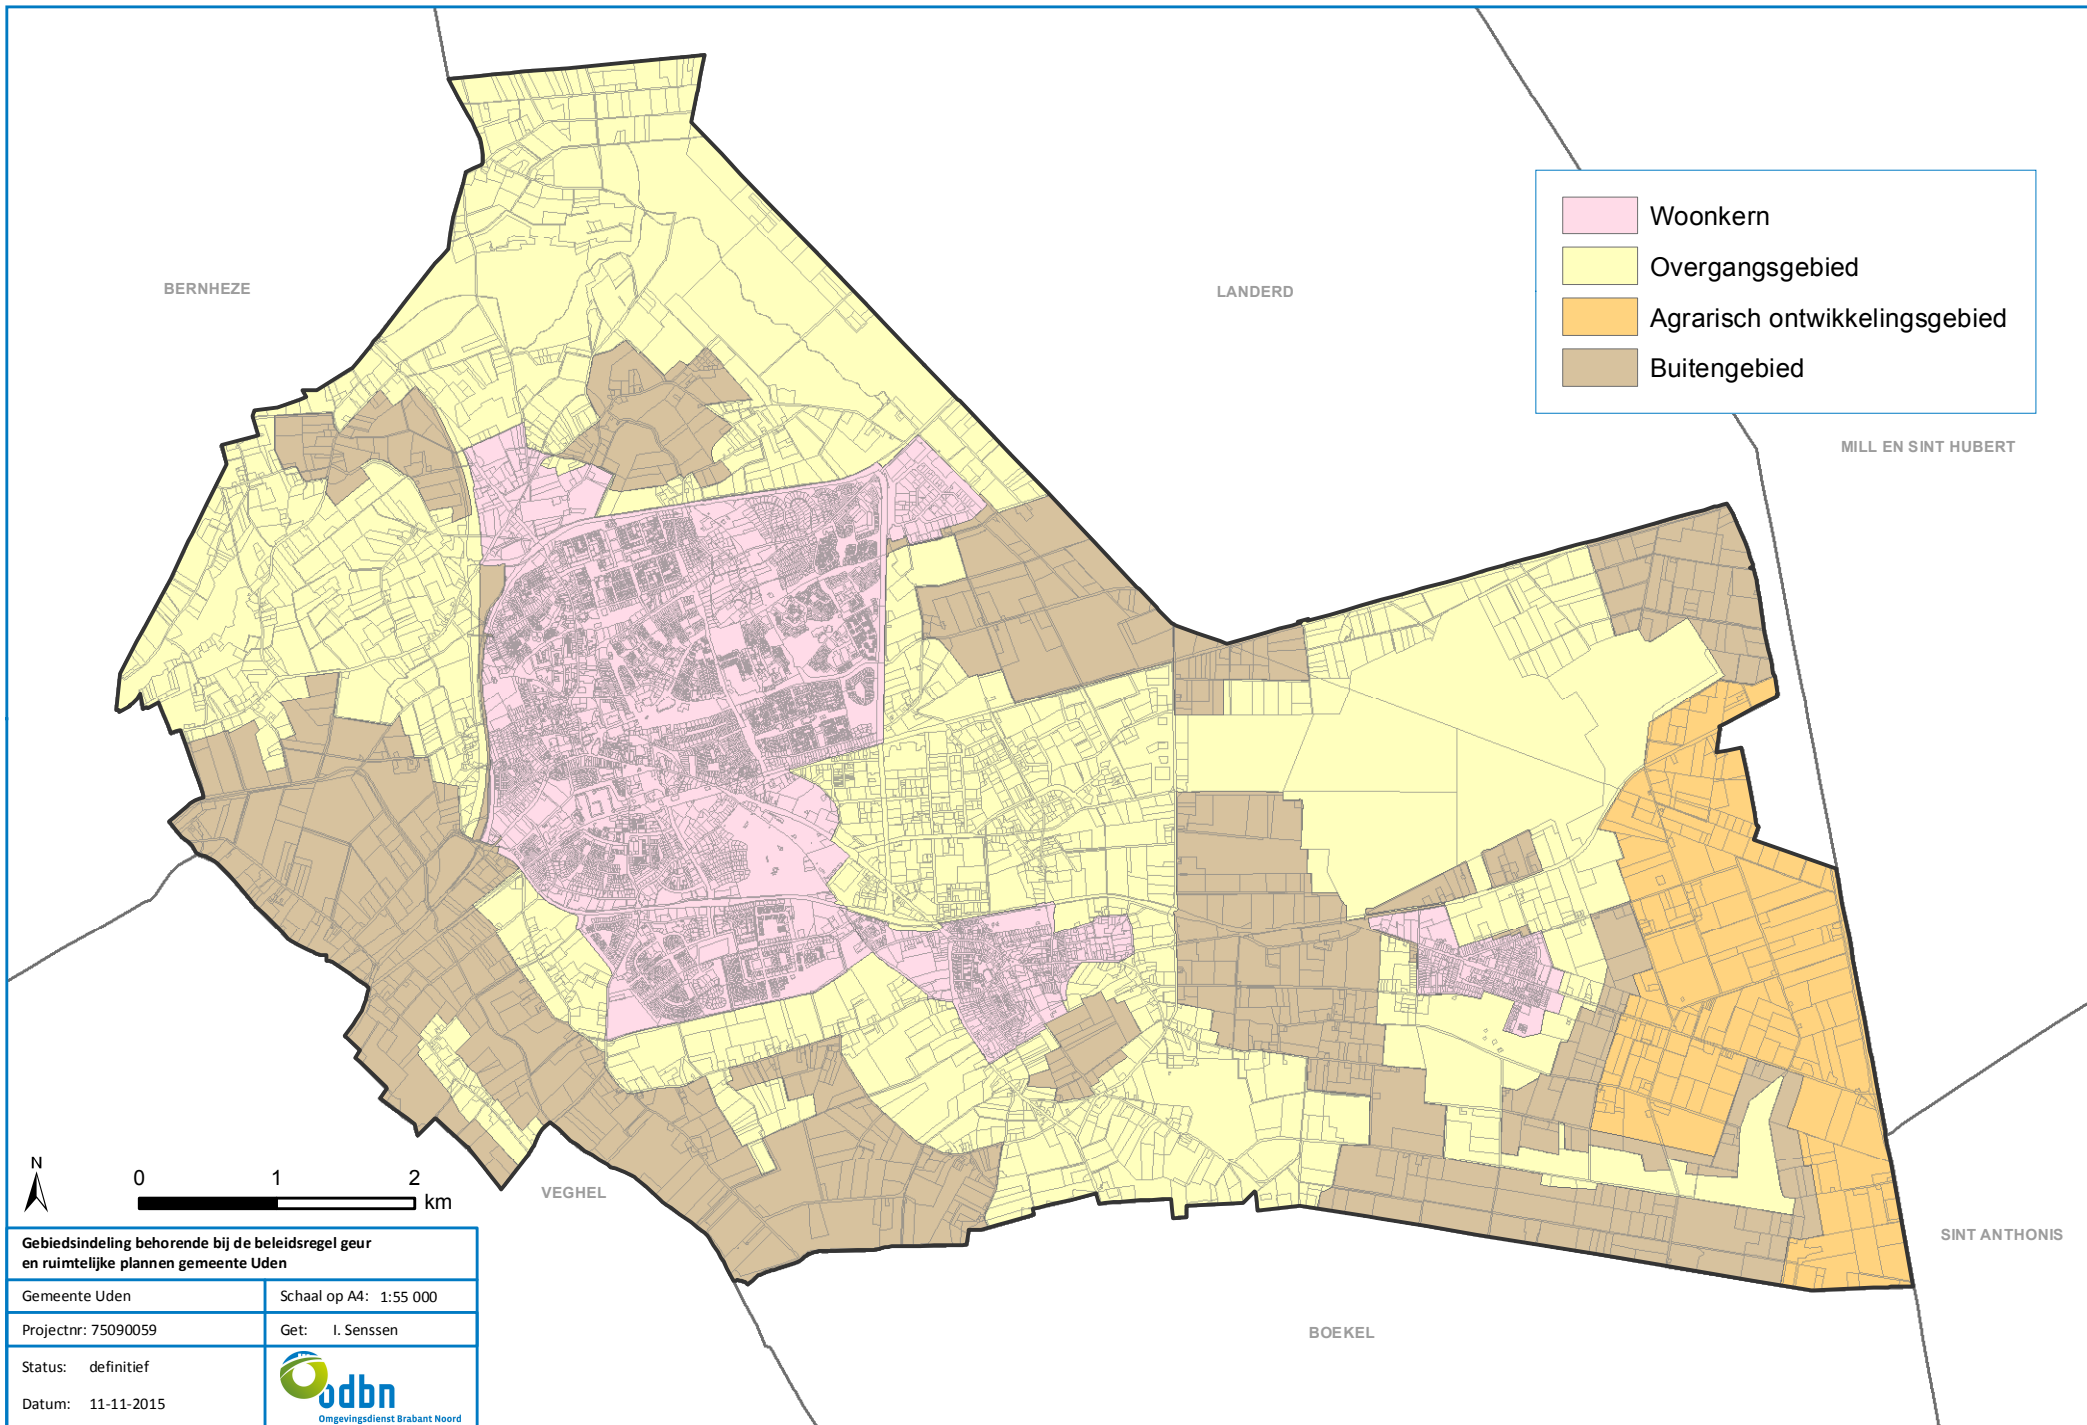 BERNHEZE
LANDERD
Woonkern
Overgangsgebied
Agrarisch ontwikkelingsgebied
Buitengebied
MILL EN SINT HUBERT
N
0 1 2
km
VEGHEL
SINT ANTHONIS
BOEKEL
Gebiedsindeling behorende bij de beleidsregel geur
en ruimtelijke plannen gemeente Uden
Gemeente Uden
Schaal op A4: 1:55 000
Projectnr: 75090059
Get: I. Senssen
Status: definitief
Datum: 11-11-2015
odbn
Omgevingsdienst Brabant Noord